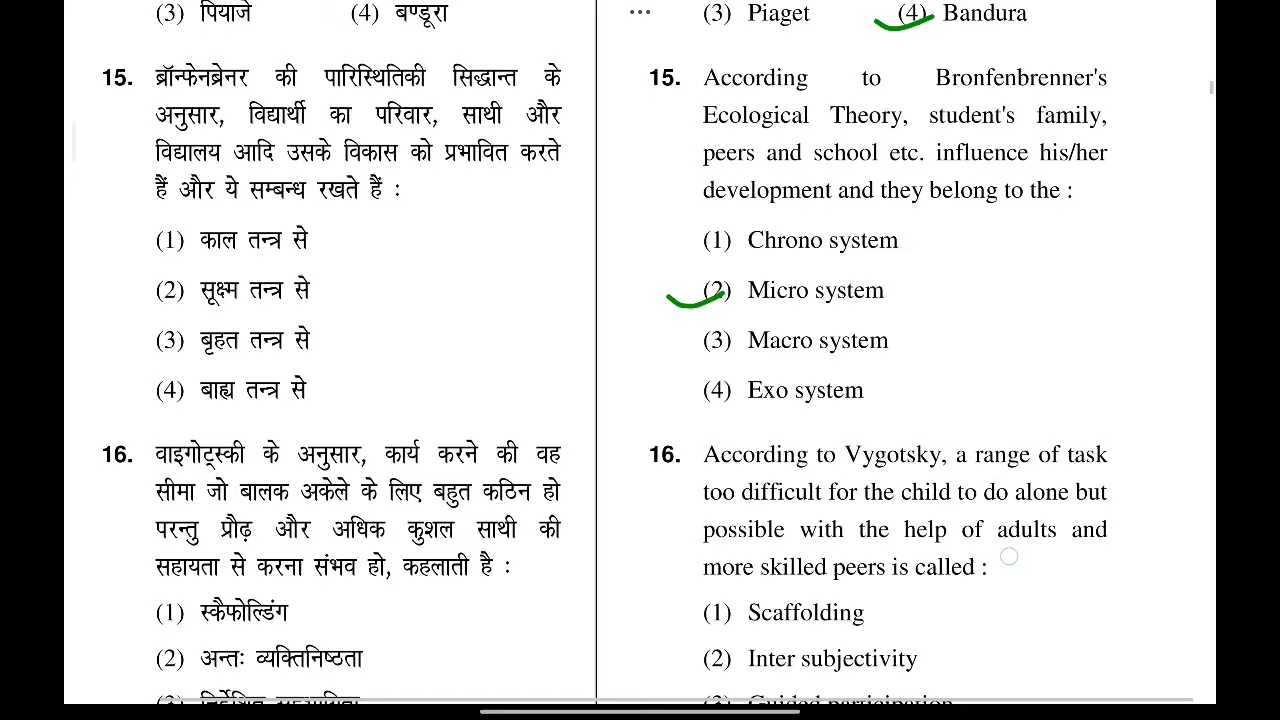 (3) पियाजे (4) बण्डूरा
15. ब्रॉन्फेनब्रेनर की पारिस्थितिकी सिद्धान्त के
अनुसार, विद्यार्थी का परिवार, साथी और
विद्यालय आदि उसके विकास को प्रभावित करते
हैं और ये सम्बन्ध रखते हैं :
(1) काल तन्त्र से
(2) सूक्ष्म तन्त्र से
(3) बृहत तन्त्र से
(4) बाह्य तन्त्र से
16. वाइगोट्स्की के अनुसार, कार्य करने की वह
सीमा जो बालक अकेले के लिए बहुत कठिन हो
परन्तु प्रौढ़ और अधिक कुशल साथी की
सहायता से करना संभव हो, कहलाती है :
(1) स्कैफोल्डिंग
(2) अन्तः व्यक्तिनिष्ठता
(3) Piaget (4) Bandura
15. According to Bronfenbrenner's
Ecological Theory, student's family,
peers and school etc. influence his/her
development and they belong to the :
(1) Chrono system
(2) Micro system
(3) Macro system
(4) Exo system
16. According to Vygotsky, a range of task
too difficult for the child to do alone but
possible with the help of adults and
more skilled peers is called :
(1) Scaffolding
(2) Inter subjectivity
(3) Guided participation